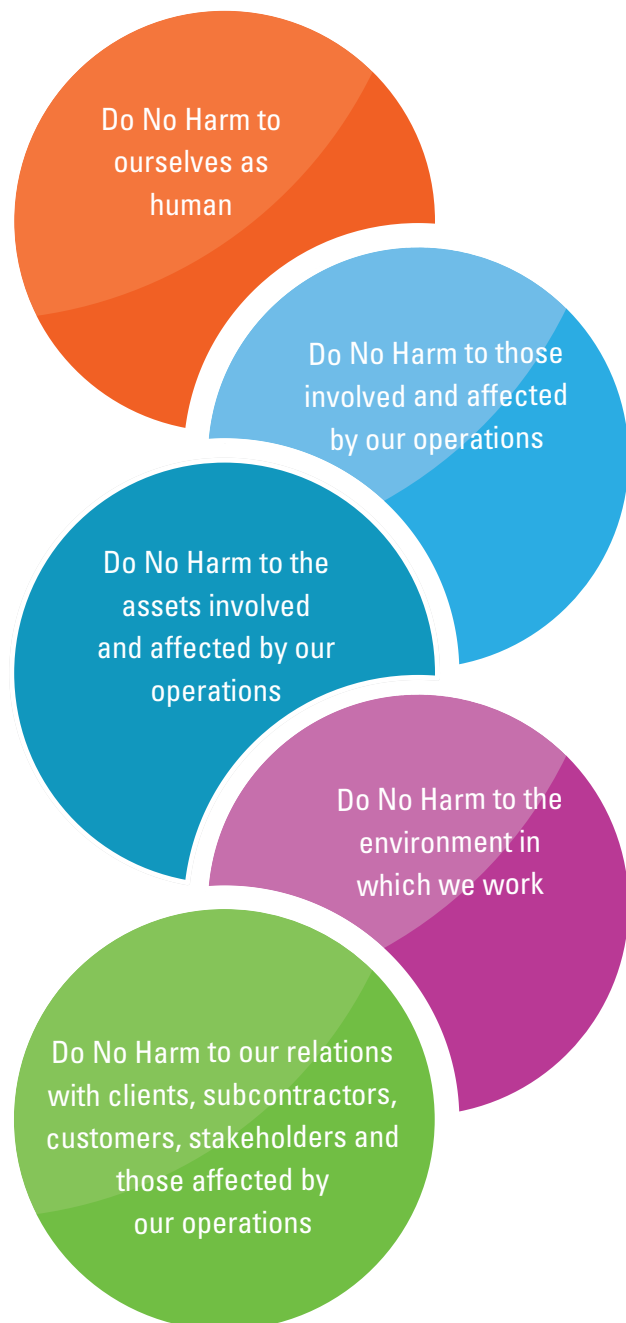 Do No Harm to
ourselves as
human
Do No Harm to those
involved and affected
by our operations
Do No Harm to the
assets involved
and affected by our
operations
Do No Harm to the
environment in
which we work
Do No Harm to our relations
with clients, subcontractors,
customers, stakeholders and
those affected by
our operations